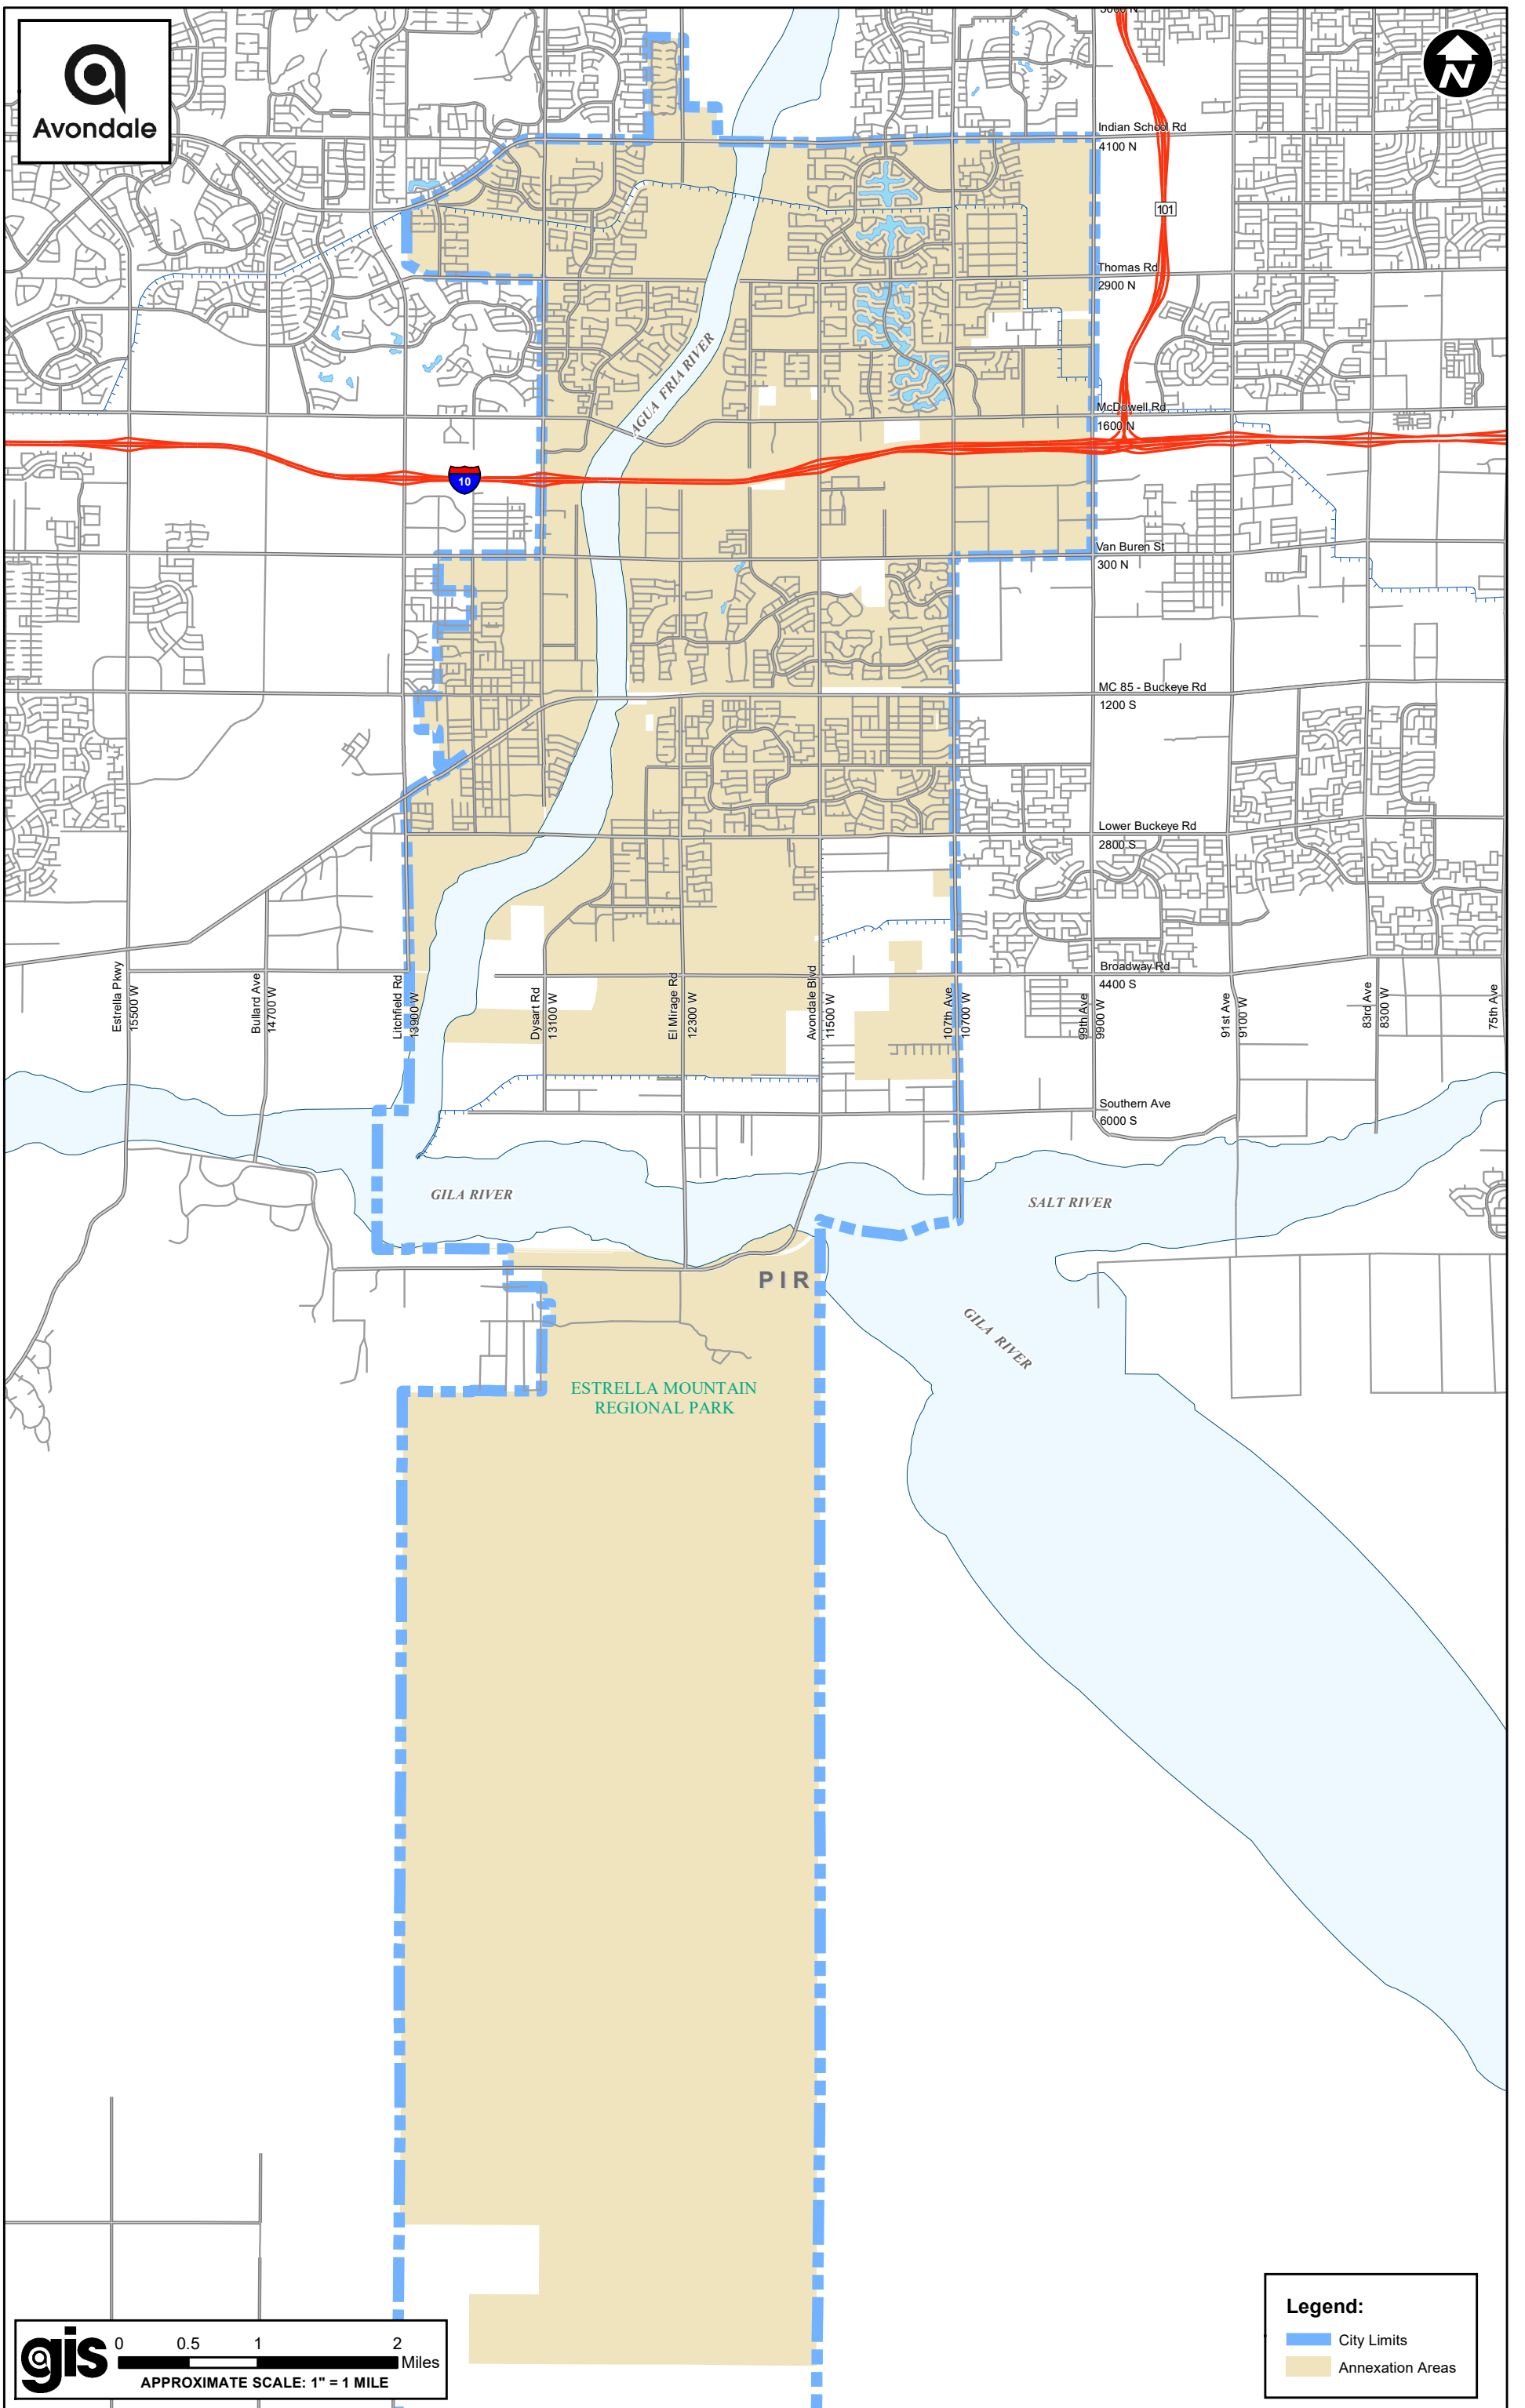 Avondale
N
5000 N
Indian School Rd
4100 N
101
Thomas Rd
2900 N
AGUA FRIA RIVER
McDowell Rd
1600 N
10
Van Buren St
300 N
MC 85 - Buckeye Rd
1200 S
Lower Buckeye Rd
2800 S
Broadway Rd
4400 S
Estrella Pkwy
15500 W
Bullard Ave
14700 W
Litchfield Rd
13900 W
Dysart Rd
13100 W
El Mirage Rd
12300 W
Avondale Blvd
11500 W
107th Ave
10700 W
99th Ave
9900 W
91st Ave
9100 W
83rd Ave
8300 W
75th Ave
Southern Ave
6000 S
GILA RIVER
SALT RIVER
PIR
GILA RIVER
ESTRELLA MOUNTAIN
REGIONAL PARK
gis
0 0.5 1 2
Miles
APPROXIMATE SCALE: 1" = 1 MILE
Legend:
City Limits
Annexation Areas